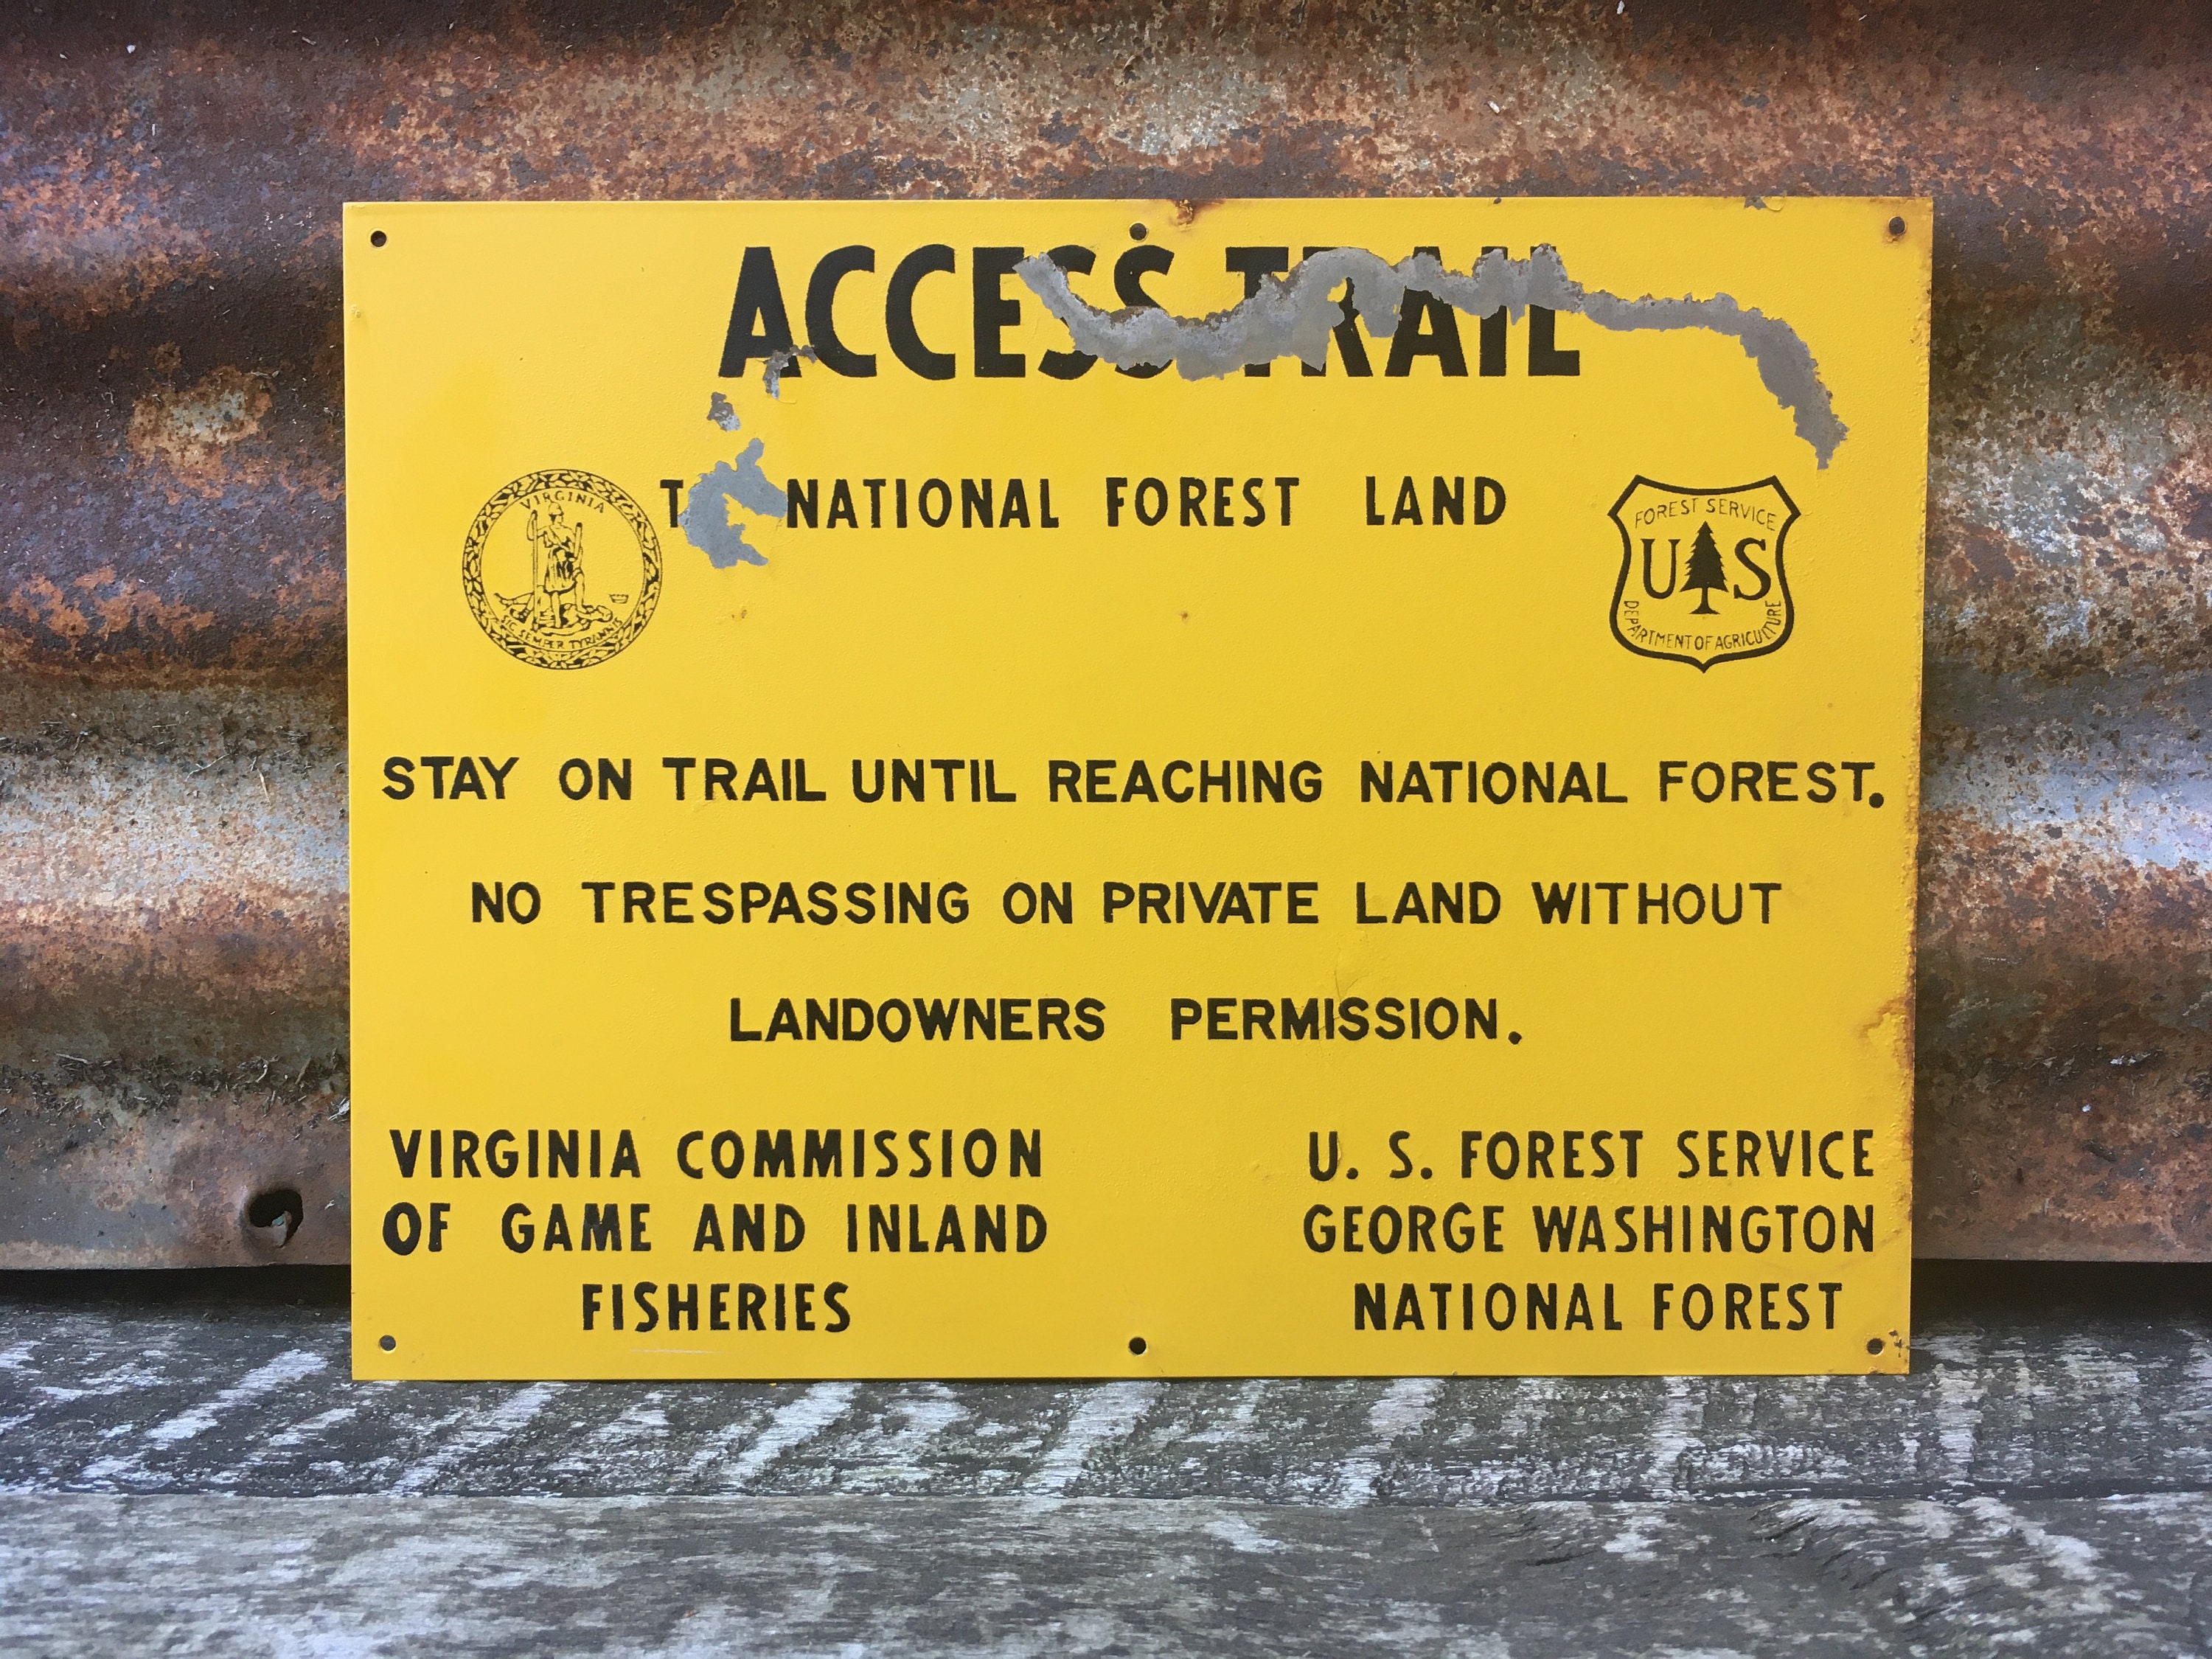 ACCESS TRAIL
T NATIONAL FOREST LAND
VIRGINIA
SIC SEMPER TYRANNIS
FOREST SERVICE
U S
DEPARTMENT OF AGRICULTURE
STAY ON TRAIL UNTIL REACHING NATIONAL FOREST.
NO TRESPASSING ON PRIVATE LAND WITHOUT
LANDOWNERS PERMISSION.
VIRGINIA COMMISSION
OF GAME AND INLAND
FISHERIES
U. S. FOREST SERVICE
GEORGE WASHINGTON
NATIONAL FOREST